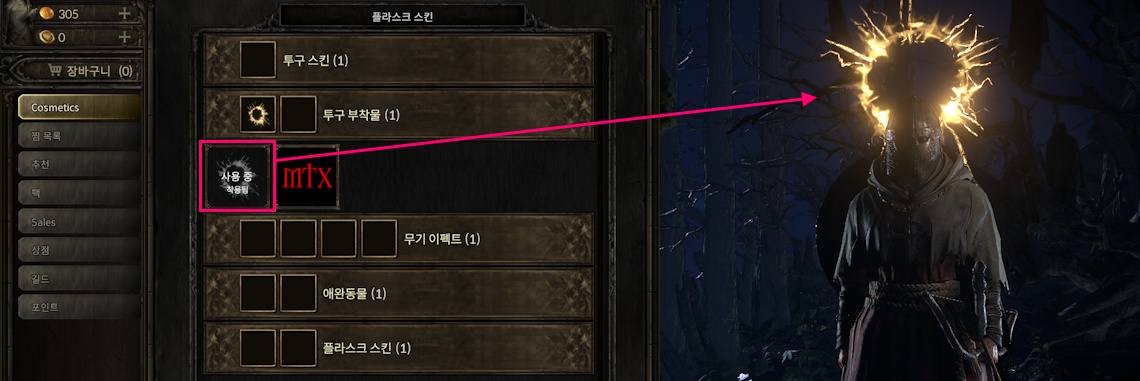 305
0
장바구니 (0)
Cosmetics
찜 목록
추천
팩
Sales
상점
길드
포인트
플라스크 스킨
투구 스킨 (1)
투구 부착물 (1)
사용 중
착용됨
MTX
무기 이펙트 (1)
애완동물 (1)
플라스크 스킨 (1)